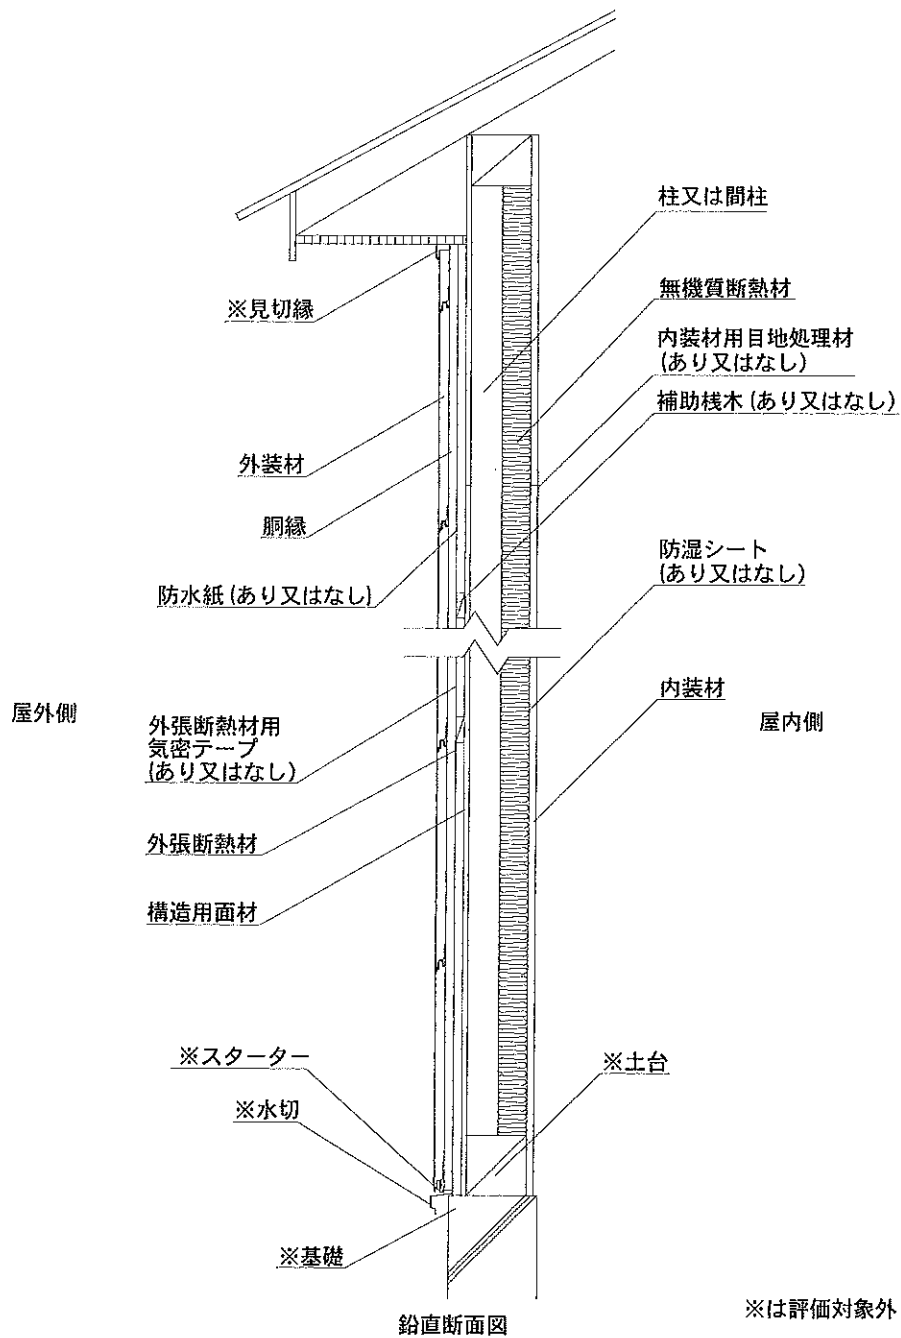 柱又は間柱
無機質断熱材
※見切縁
内装材用目地処理材
(あり又はなし)
補助桟木(あり又はなし)
外装材
胴縁
防湿シート
(あり又はなし)
防水紙(あり又はなし)
内装材
屋外側
屋内側
外張断熱材用
気密テープ
(あり又はなし)
外張断熱材
構造用面材
※スターター
※土台
※水切
※基礎
※は評価対象外
鉛直断面図